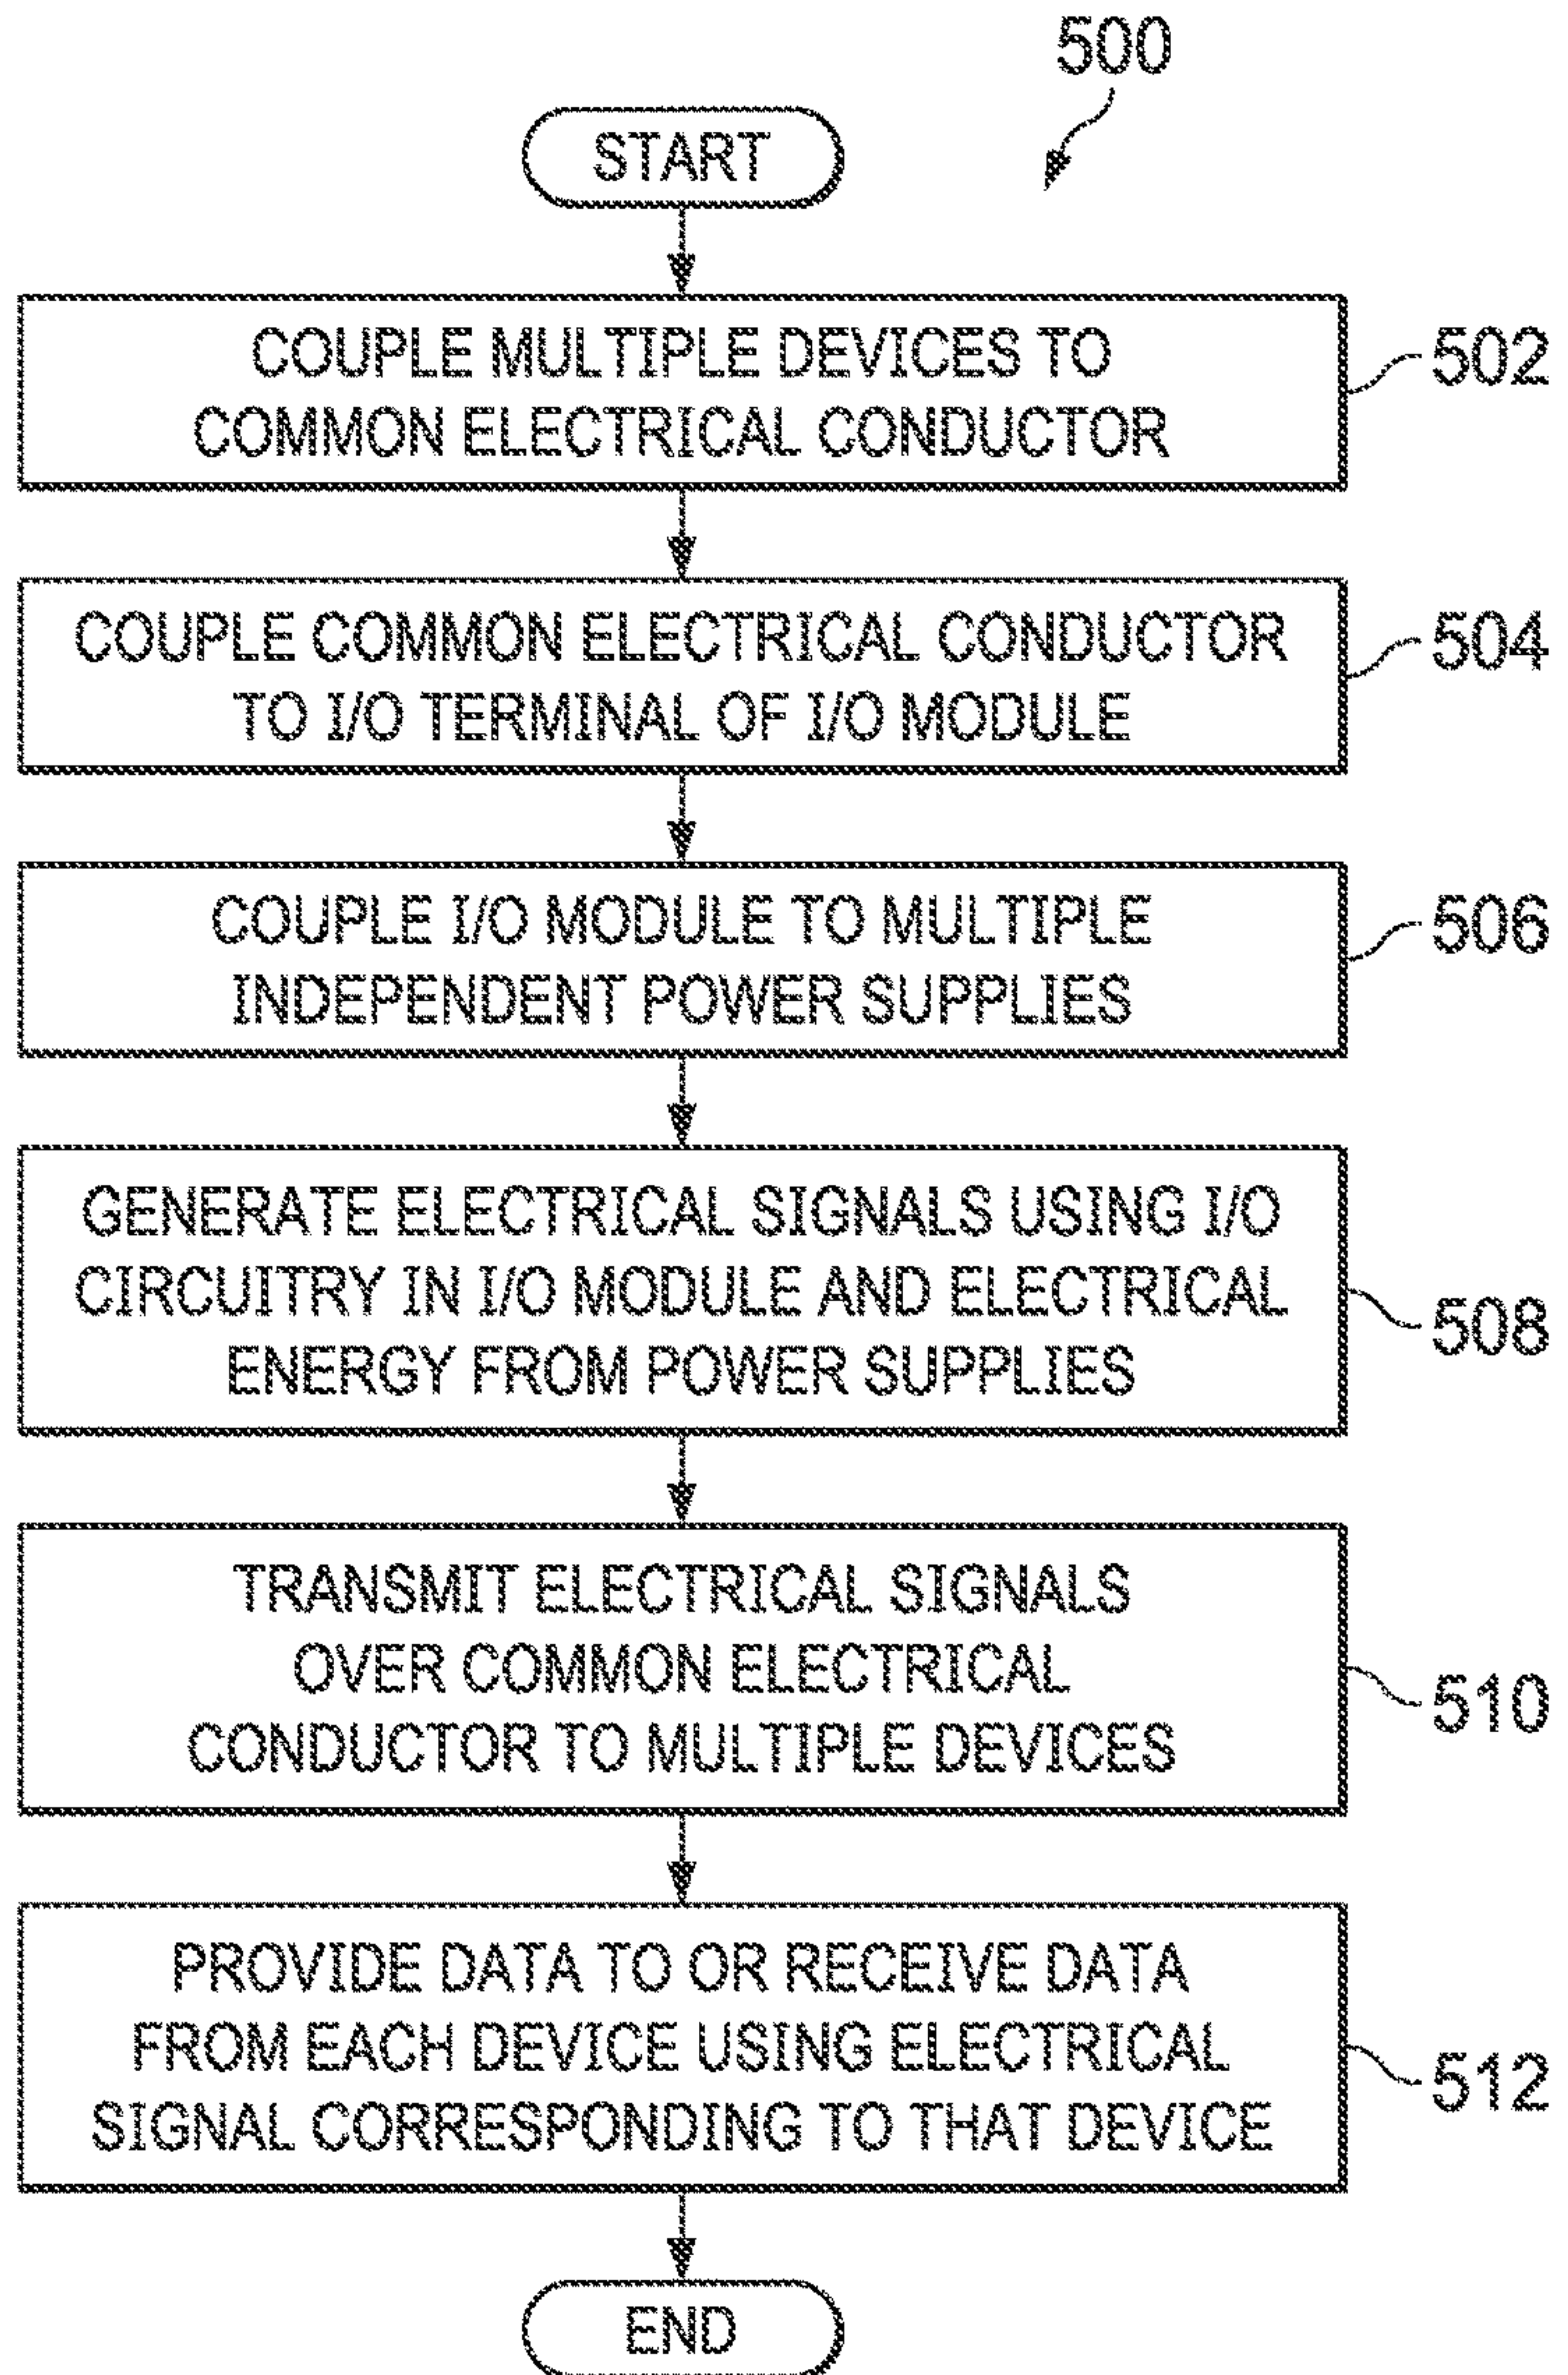 500
START
COUPLE MULTIPLE DEVICES TO
COMMON ELECTRICAL CONDUCTOR
502
COUPLE COMMON ELECTRICAL CONDUCTOR
TO I/O TERMINAL OF I/O MODULE
504
COUPLE I/O MODULE TO MULTIPLE
INDEPENDENT POWER SUPPLIES
506
GENERATE ELECTRICAL SIGNALS USING I/O
CIRCUITRY IN I/O MODULE AND ELECTRICAL
ENERGY FROM POWER SUPPLIES
508
TRANSMIT ELECTRICAL SIGNALS
OVER COMMON ELECTRICAL
CONDUCTOR TO MULTIPLE DEVICES
510
PROVIDE DATA TO OR RECEIVE DATA
FROM EACH DEVICE USING ELECTRICAL
SIGNAL CORRESPONDING TO THAT DEVICE
512
END